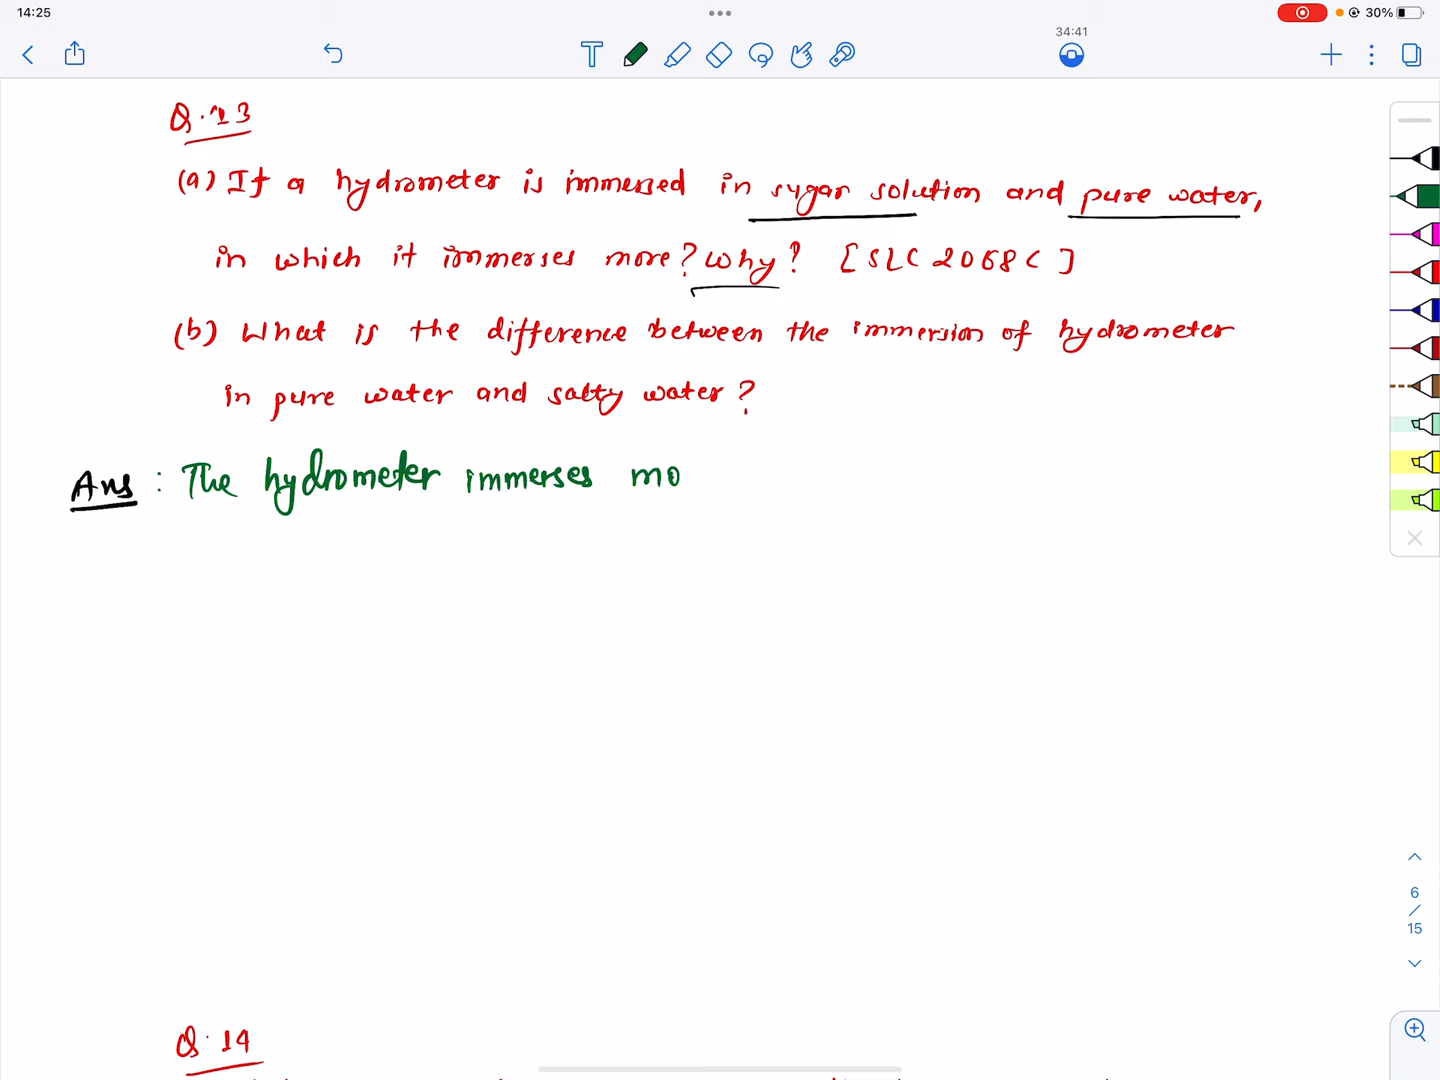 14:25
30%
34:41
Q.13
(a) If a hydrometer is immersed in sugar solution and pure water,
in which it immerses more? Why? [SLC 2068 C]
(b) What is the difference between the immersion of hydrometer
in pure water and salty water?
Ans : The hydrometer immerses mo
6
/
15
Q.14